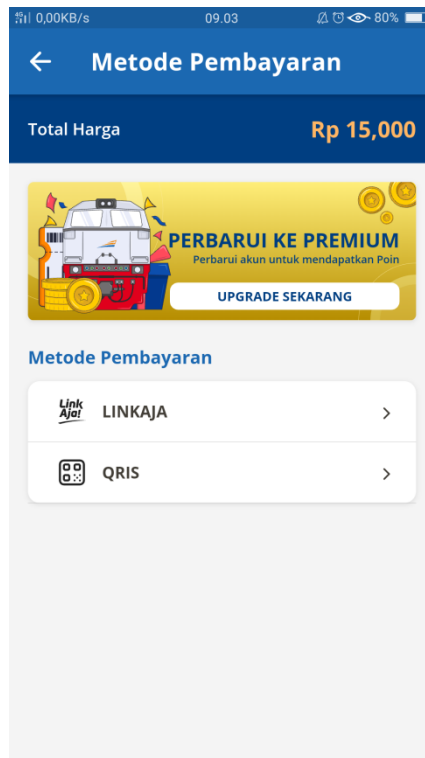 0,00KB/s 09.03 80%
Metode Pembayaran
Total Harga Rp 15,000
PERBARUI KE PREMIUM
Perbarui akun untuk mendapatkan Poin
UPGRADE SEKARANG
Metode Pembayaran
Link Aja! LINKAJA
QRIS